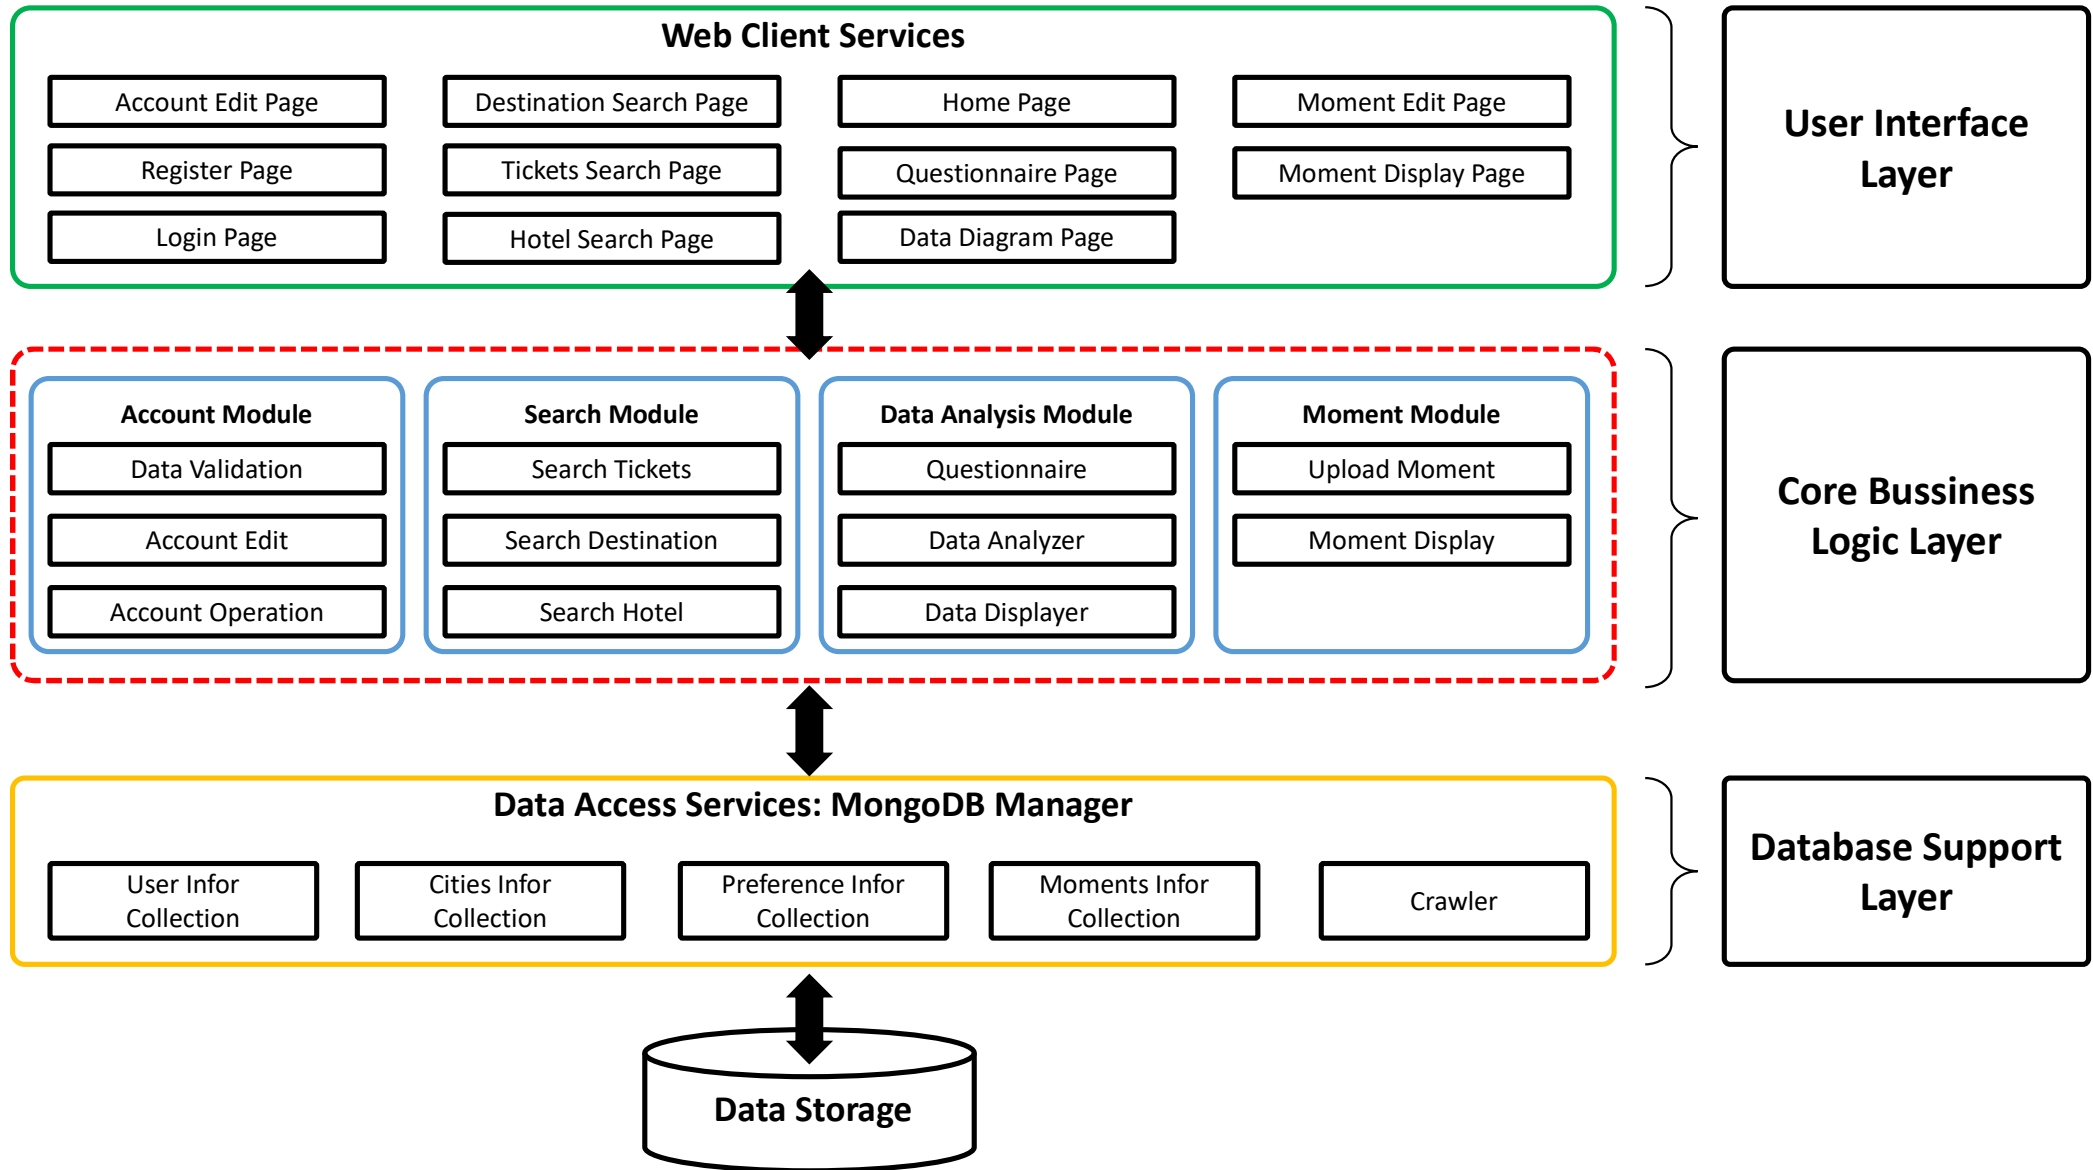 Web Client Services
Account Edit Page
Destination Search Page
Home Page
Moment Edit Page
Register Page
Tickets Search Page
Questionnaire Page
Moment Display Page
Login Page
Hotel Search Page
Data Diagram Page
User Interface
Layer
Account Module
Data Validation
Account Edit
Account Operation
Search Module
Search Tickets
Search Destination
Search Hotel
Data Analysis Module
Questionnaire
Data Analyzer
Data Displayer
Moment Module
Upload Moment
Moment Display
Core Bussiness
Logic Layer
Data Access Services: MongoDB Manager
User Infor
Collection
Cities Infor
Collection
Preference Infor
Collection
Moments Infor
Collection
Crawler
Database Support
Layer
Data Storage